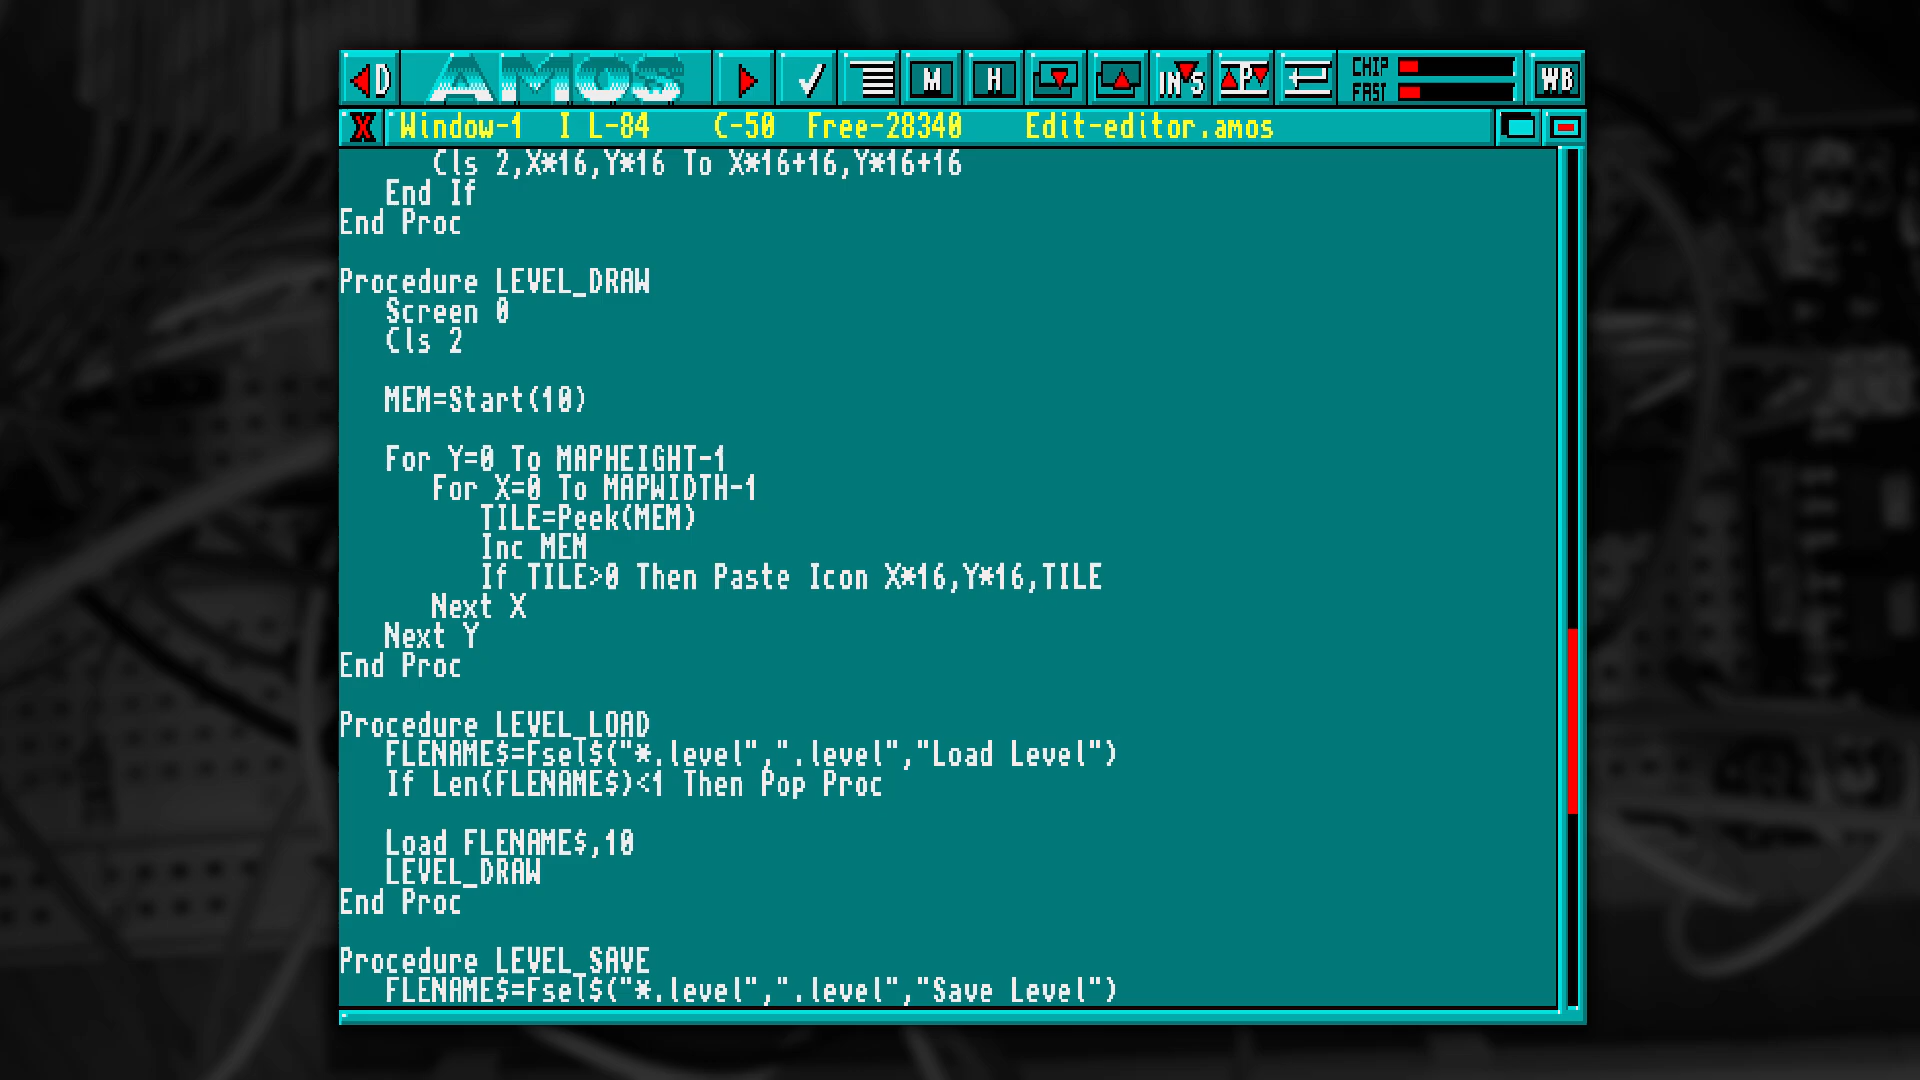 D AMOS M H INS P CHIP WB
FAST
X Window-1 I L-84 C-50 Free-28340 Edit-editor.amos
Cls 2,X*16,Y*16 To X*16+16,Y*16+16
End If
End Proc
Procedure LEVEL_DRAW
Screen 0
Cls 2
MEM=Start(10)
For Y=0 To MAPHEIGHT-1
For X=0 To MAPWIDTH-1
TILE=Peek(MEM)
Inc MEM
If TILE>0 Then Paste Icon X*16,Y*16,TILE
Next X
Next Y
End Proc
Procedure LEVEL_LOAD
FLENAME$=Fsel$("*.level",".level","Load Level")
If Len(FLENAME$)<1 Then Pop Proc
Load FLENAME$,10
LEVEL_DRAW
End Proc
Procedure LEVEL_SAVE
FLENAME$=Fsel$("*.level",".level","Save Level")